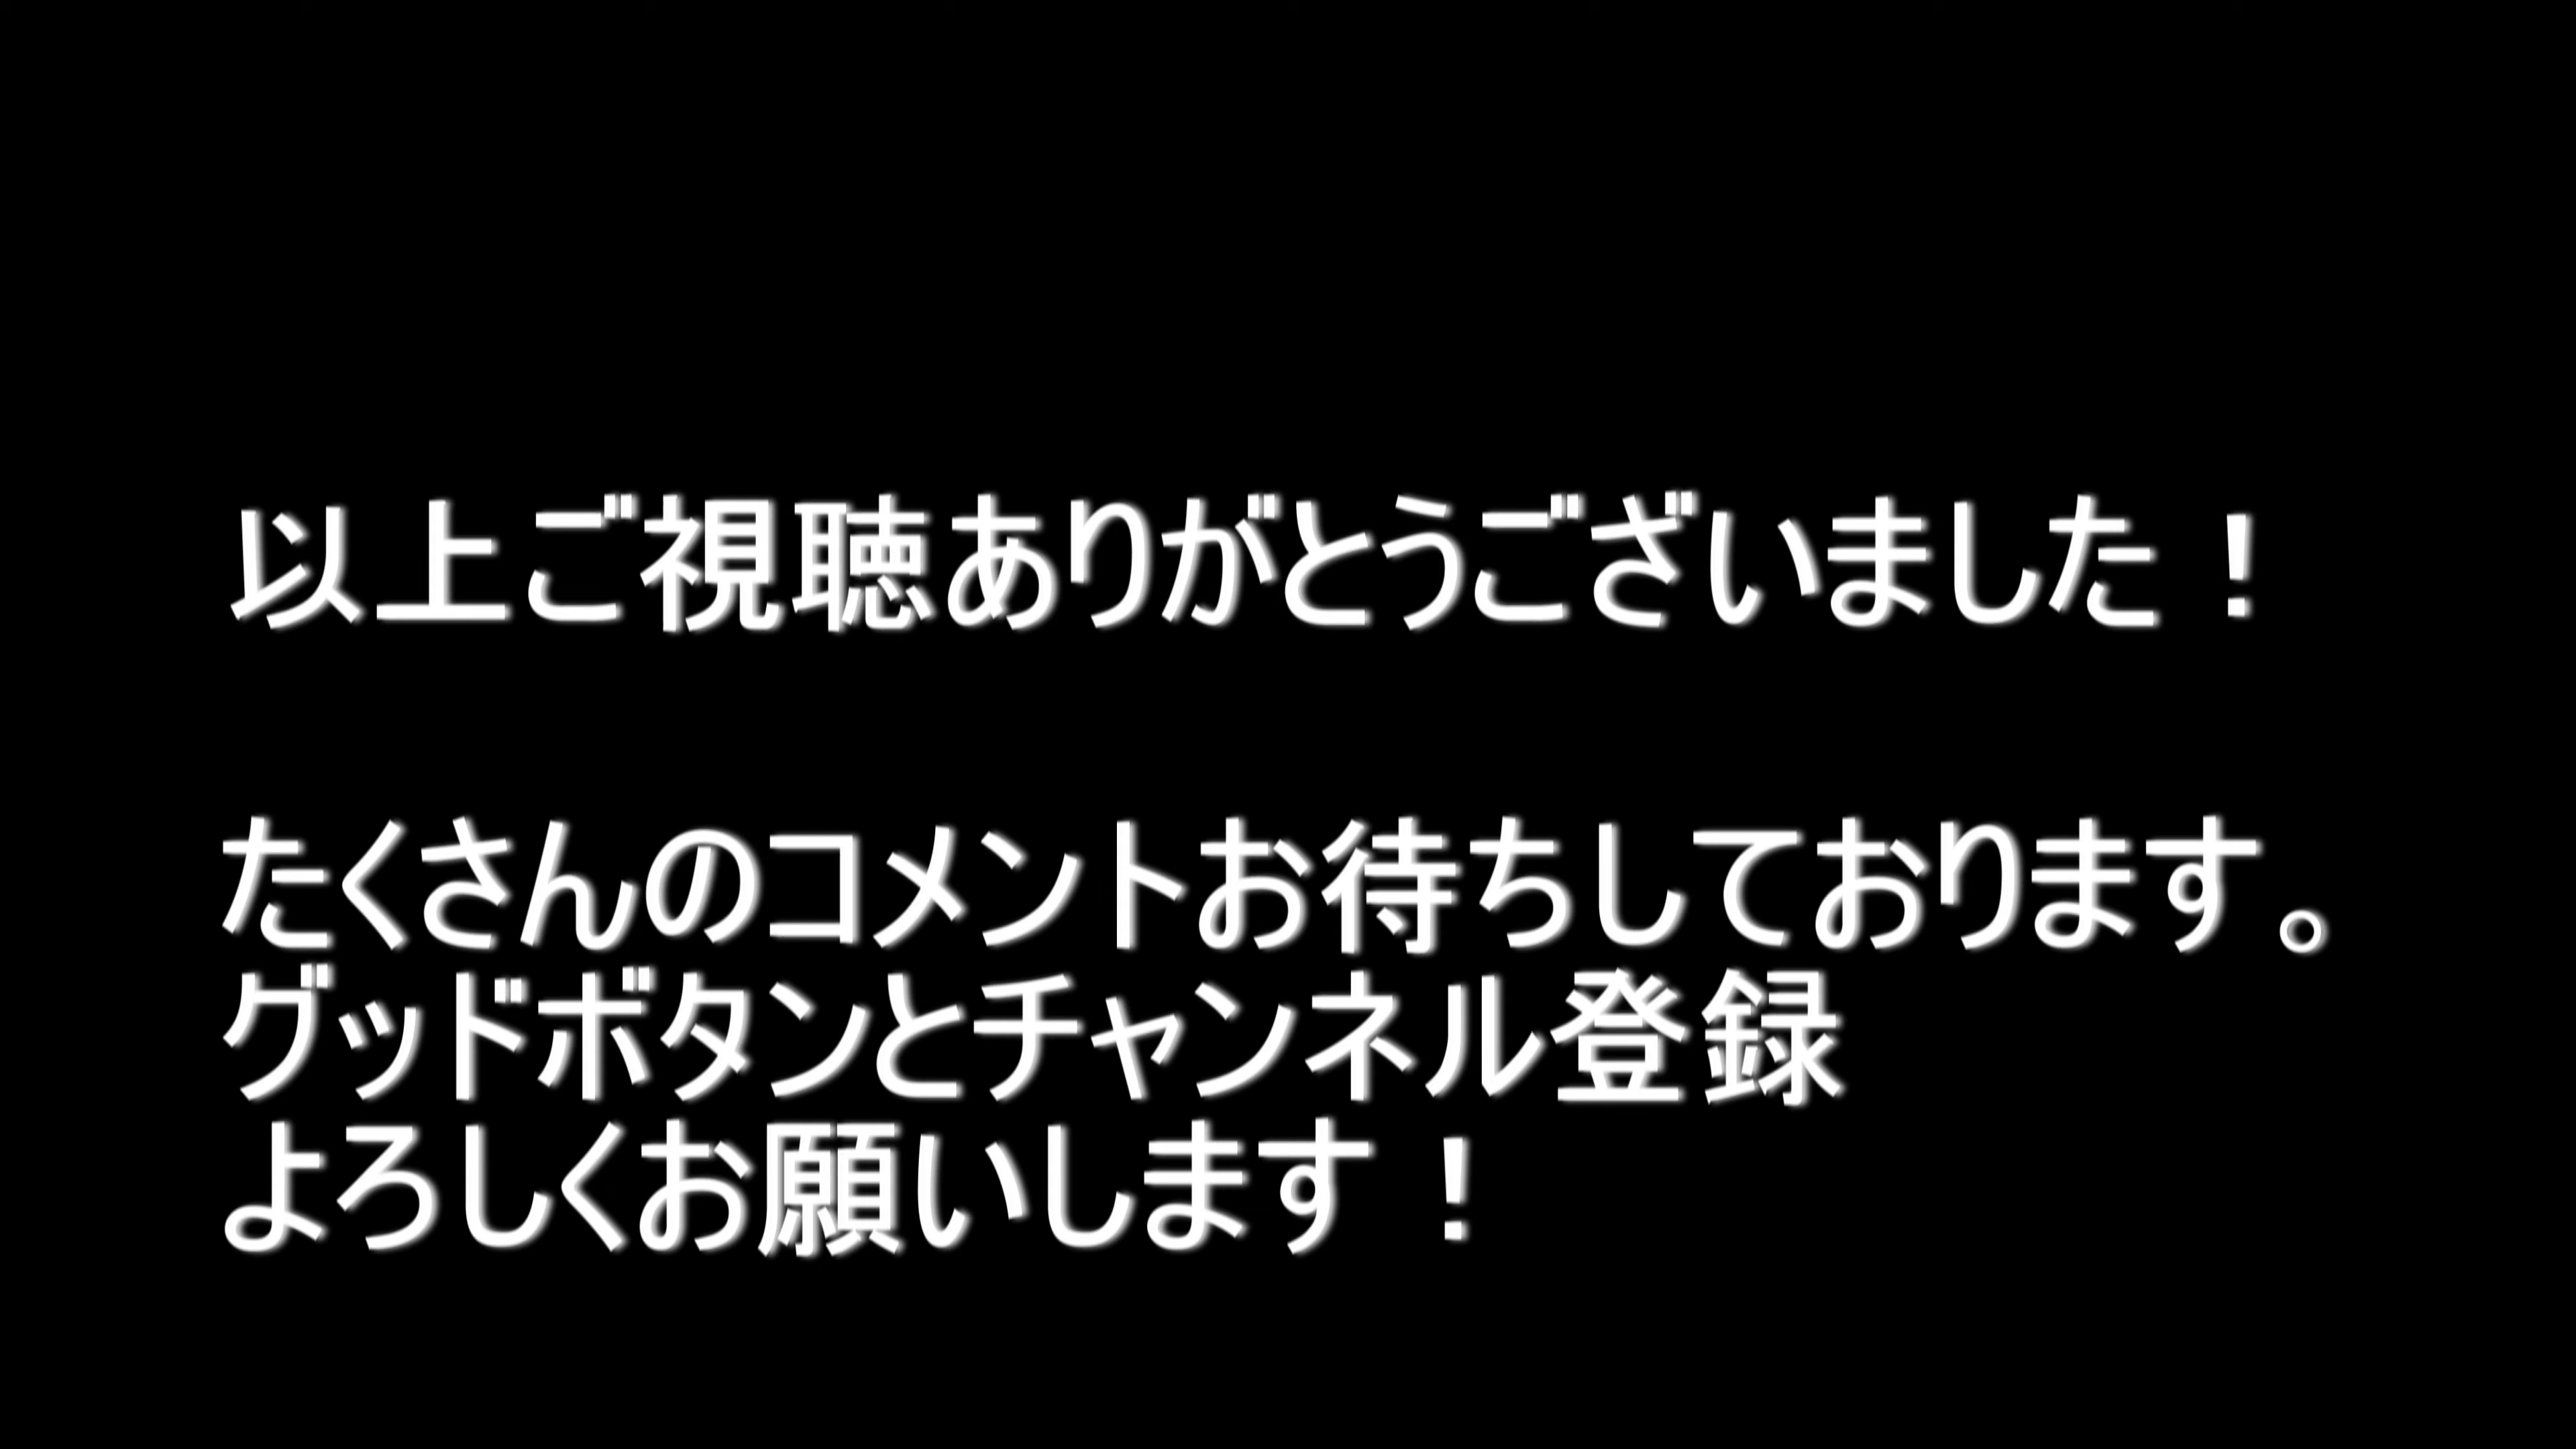 以上ご視聴ありがとうございました！
たくさんのコメントお待ちしております。
グッドボタンとチャンネル登録
よろしくお願いします！